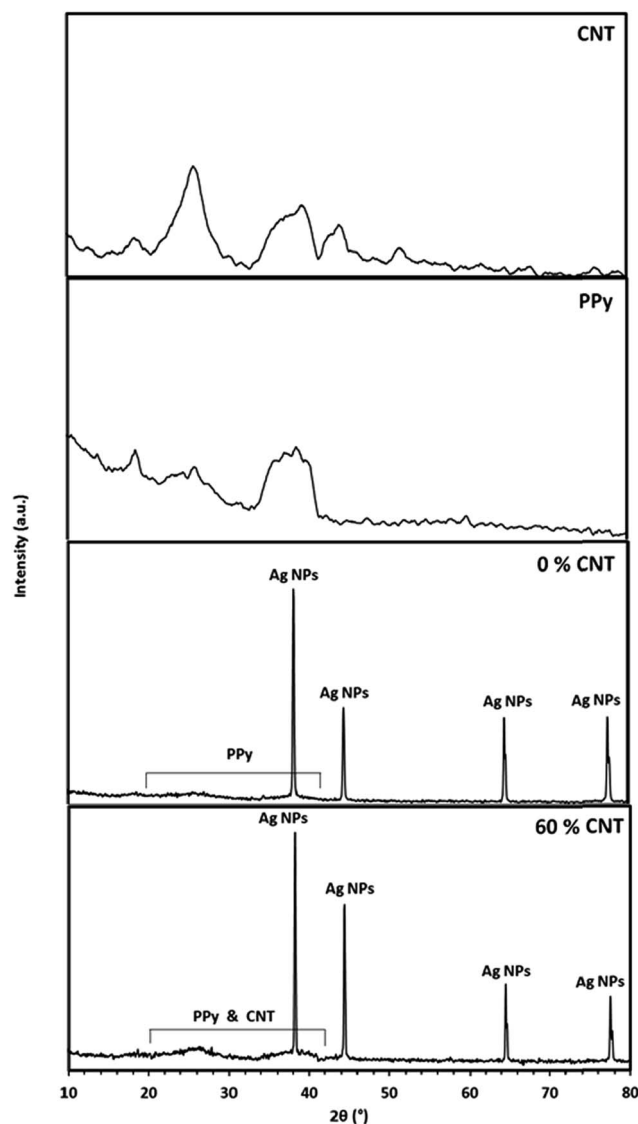 CNT
PPy
Intensity (a.u.)
0 % CNT
Ag NPs
Ag NPs
Ag NPs
Ag NPs
PPy
60 % CNT
Ag NPs
Ag NPs
Ag NPs
Ag NPs
PPy & CNT
10 20 30 40 50 60 70 80
2θ (°)